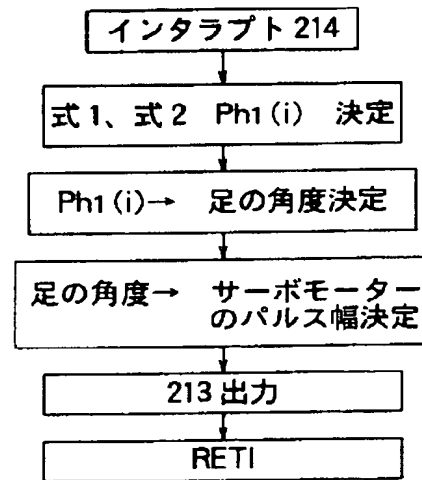 インタラプト 214
式1、式2 Ph1(i) 決定
Ph1(i)→ 足の角度決定
足の角度→ サーボモーター
のパルス幅決定
213 出力
RETI